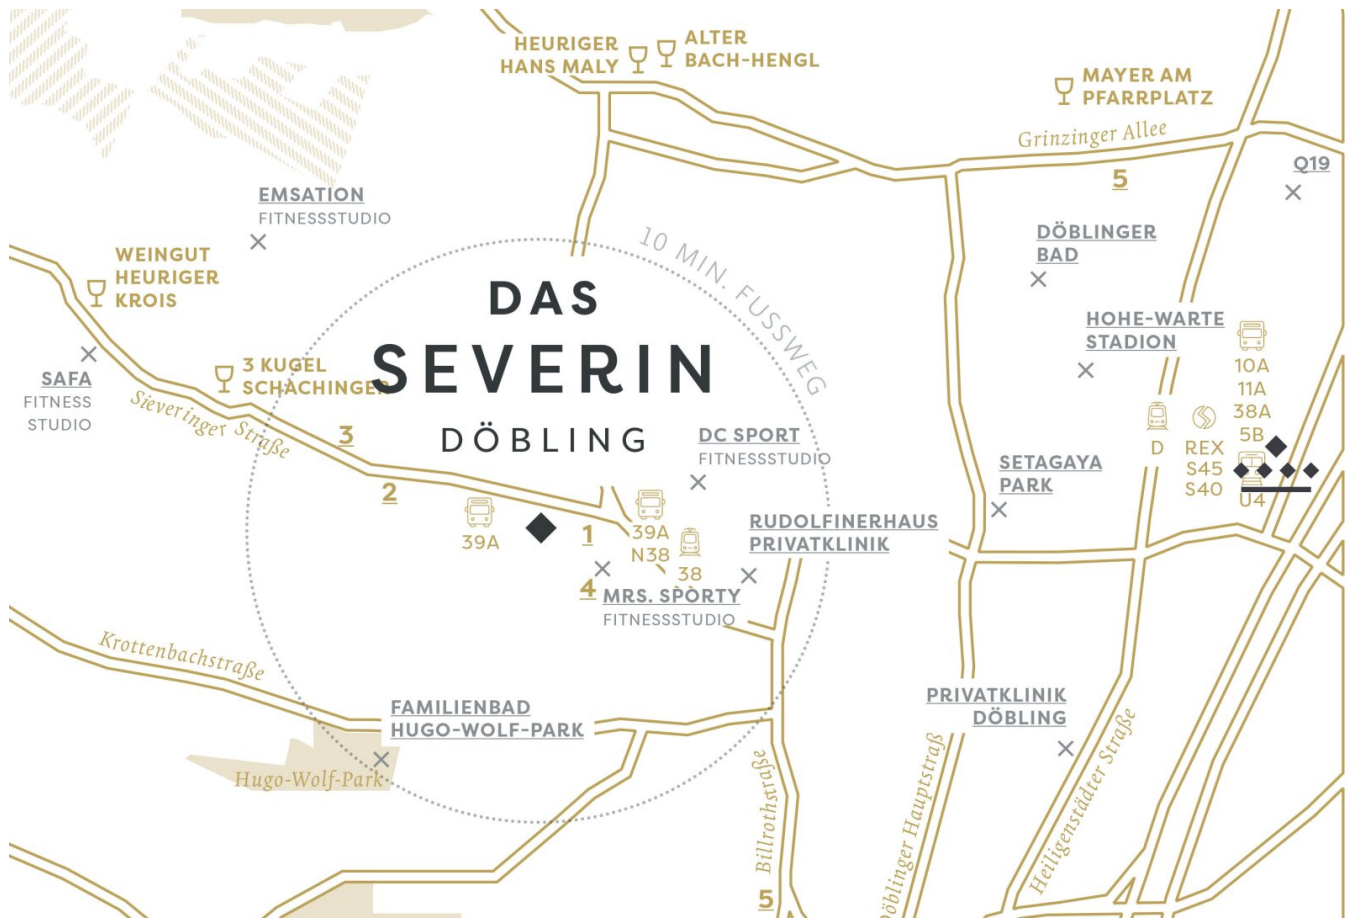 HEURIGER
HANS MALY
ALTER
BACH-HENGL
MAYER AM
PFARRPLATZ
Grinzinger Allee
5
Q19
EMSATION
FITNESSSTUDIO
DÖBLINGER
BAD
10 MIN. FUSSWEG
WEINGUT
HEURIGER
KROIS
DAS
SEVERIN
DÖBLING
HOHE-WARTE
STADION
10A
11A
38A
5B
D
REX
S45
S40
U4
SAFA
FITNESS
STUDIO
3 KUGEL
SCHACHINGER
Sieveringer Straße
3
2
DC SPORT
FITNESSSTUDIO
SETAGAYA
PARK
39A
1
39A
N38
38
RUDOLFINERHAUS
PRIVATKLINIK
4
MRS. SPORTY
FITNESSSTUDIO
Krottenbachstraße
FAMILIENBAD
HUGO-WOLF-PARK
Hugo-Wolf-Park
PRIVATKLINIK
DÖBLING
Billrothstraße
5
Döblinger Hauptstraß
Heiligenstädter Straße